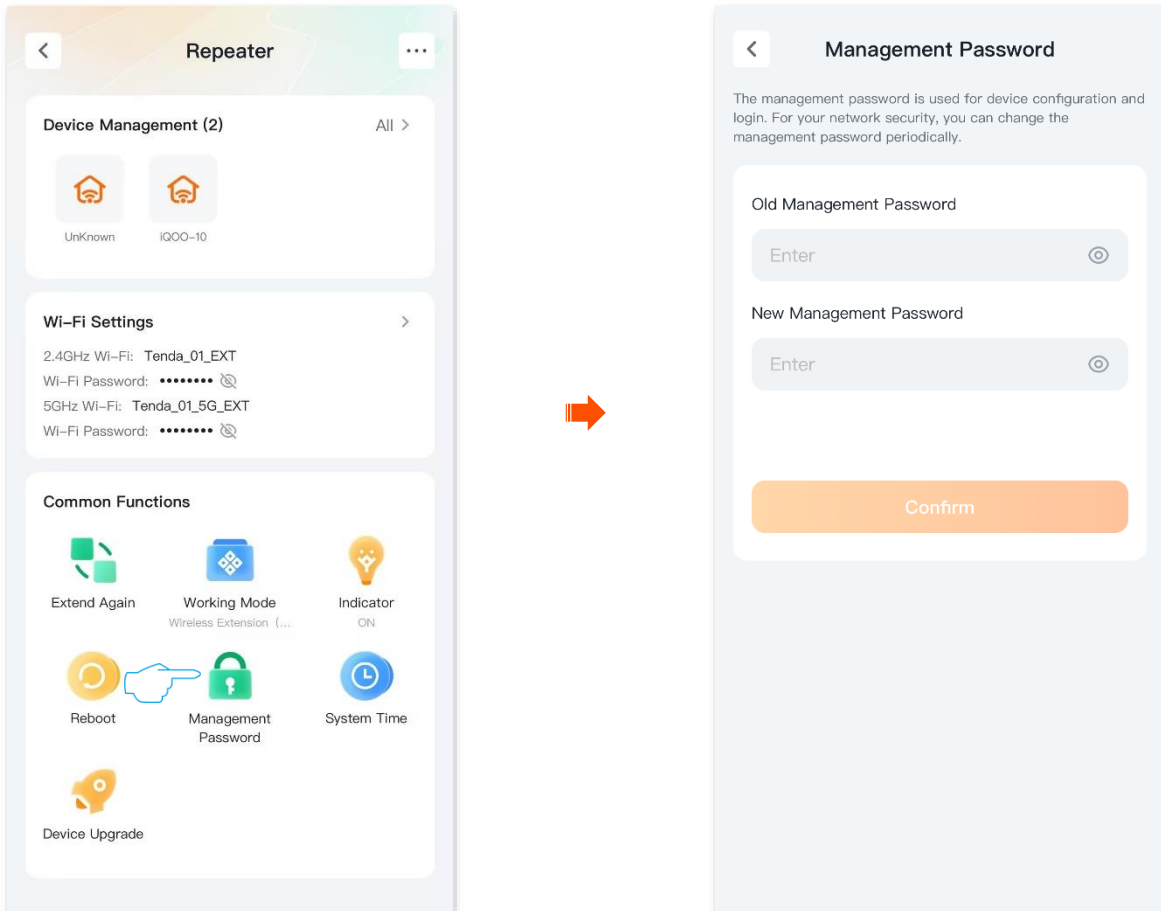 Repeater
Device Management (2)
All
UnKnown
iQOO-10
Wi-Fi Settings
2.4GHz Wi-Fi: Tenda_01_EXT
Wi-Fi Password: ••••••••
5GHz Wi-Fi: Tenda_01_5G_EXT
Wi-Fi Password: ••••••••
Common Functions
Extend Again
Working Mode
Indicator
Wireless Extension (...
ON
Reboot
Management
Password
System Time
Device Upgrade
Management Password
The management password is used for device configuration and
login. For your network security, you can change the
management password periodically.
Old Management Password
Enter
New Management Password
Enter
Confirm